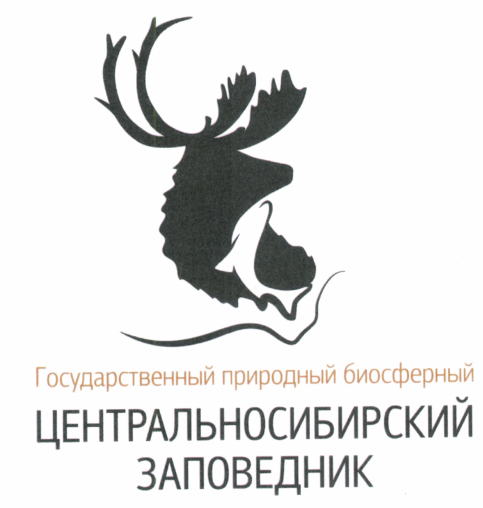 Государственный природный биосферный
ЦЕНТРАЛЬНОСИБИРСКИЙ
ЗАПОВЕДНИК